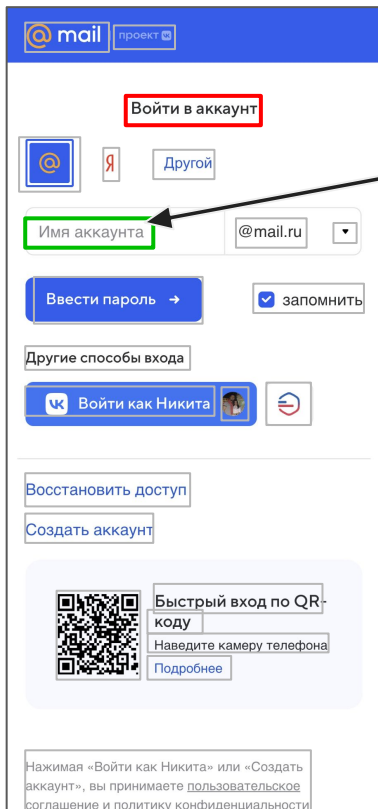 @ mail проект
Войти в аккаунт
@ Я Другой
Имя аккаунта @mail.ru
Ввести пароль → запомнить
Другие способы входа
Войти как Никита
Восстановить доступ
Создать аккаунт
Быстрый вход по QR-
коду
Наведите камеру телефона
Подробнее
Нажимая «Войти как Никита» или «Создать
аккаунт», вы принимаете пользовательское
соглашение и политику конфиденциальности